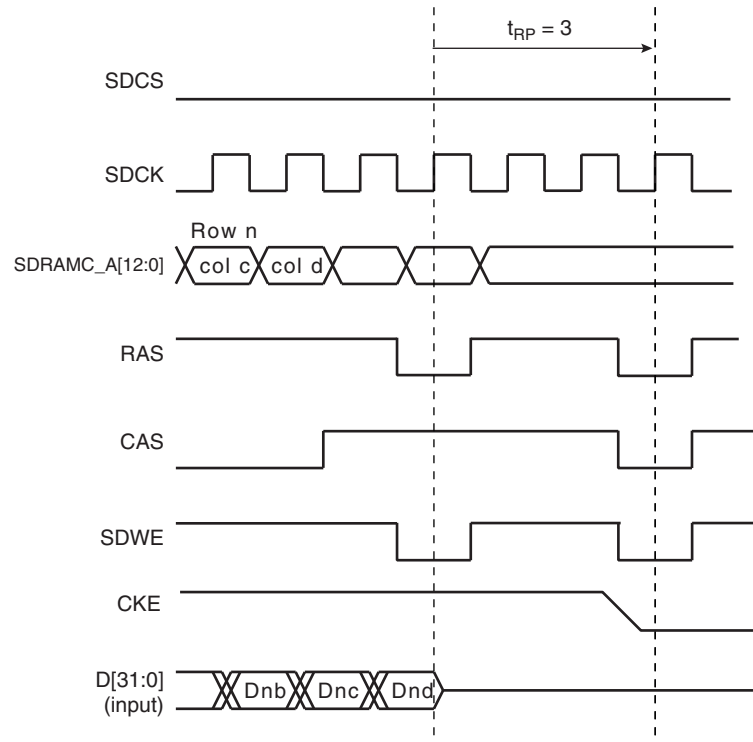 t_RP = 3
SDCS
SDCK
Row n
SDRAMC_A[12:0]
col c
col d
RAS
CAS
SDWE
CKE
D[31:0]
(input)
Dnb
Dnc
Dnd